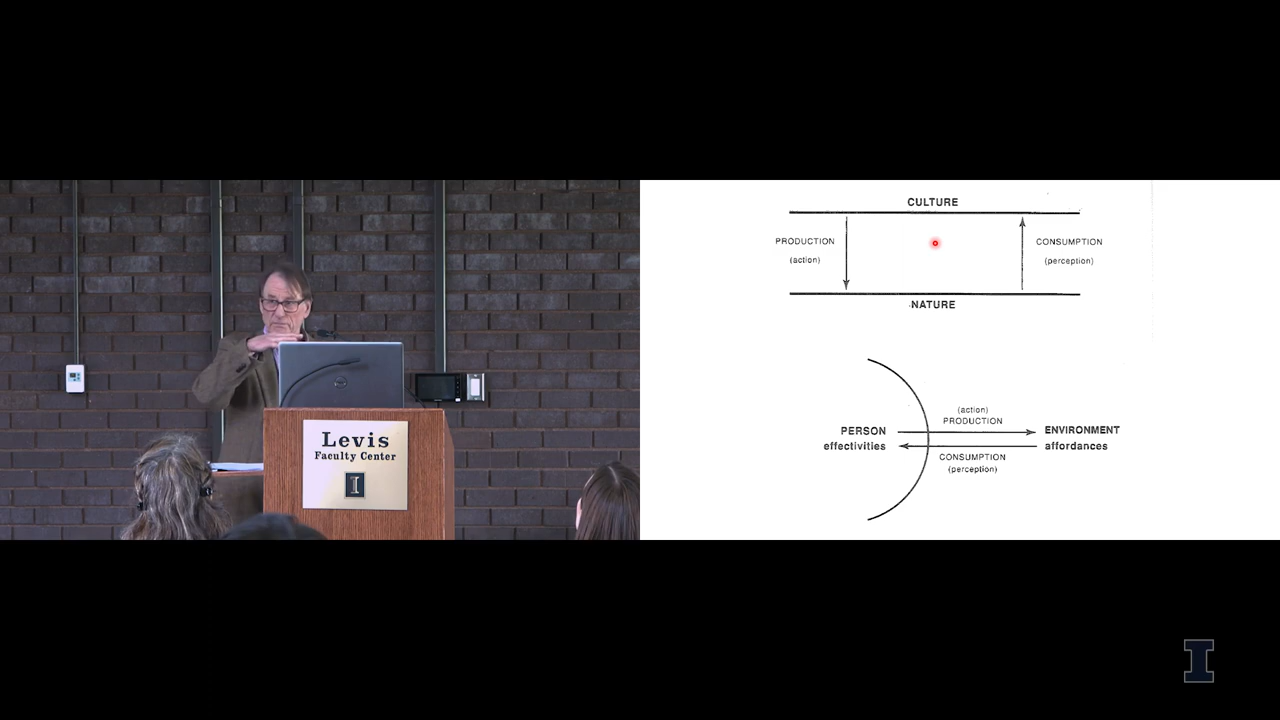 CULTURE
PRODUCTION
(action)
CONSUMPTION
(perception)
NATURE
PERSON
effectivities
(action)
PRODUCTION
CONSUMPTION
(perception)
ENVIRONMENT
affordances
Levis
Faculty Center
I
I